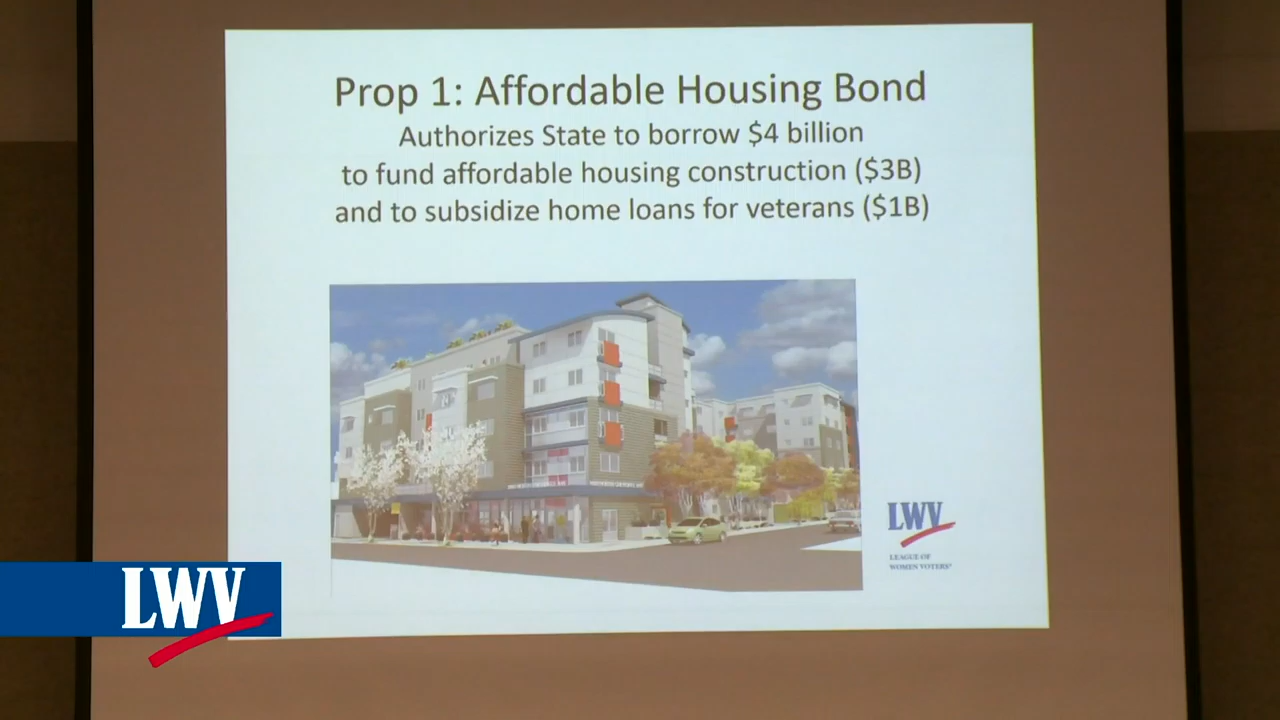 Prop 1: Affordable Housing Bond
Authorizes State to borrow $4 billion
to fund affordable housing construction ($3B)
and to subsidize home loans for veterans ($1B)
LWV
LEAGUE OF
WOMEN VOTERS®
LWV